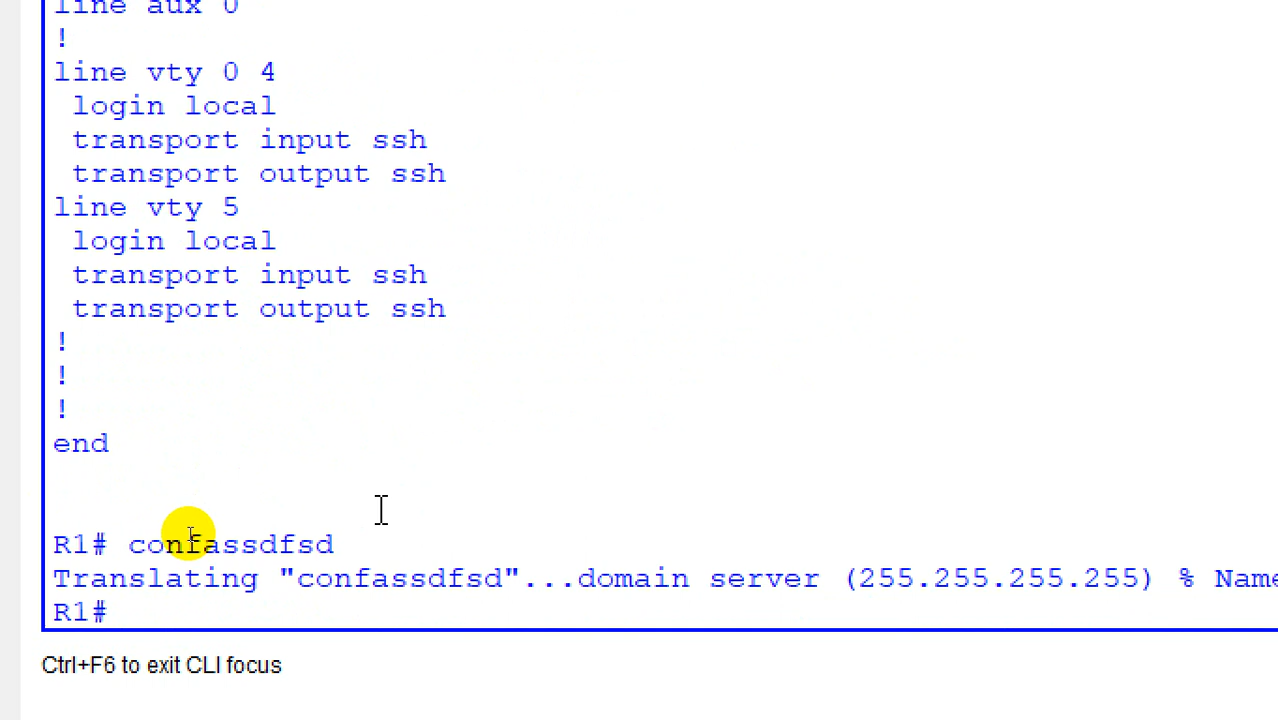 line aux 0
!
line vty 0 4
login local
transport input ssh
transport output ssh
line vty 5
login local
transport input ssh
transport output ssh
!
!
!
end
R1# confassdfsd
Translating "confassdfsd"...domain server (255.255.255.255) % Name
R1#
Ctrl+F6 to exit CLI focus